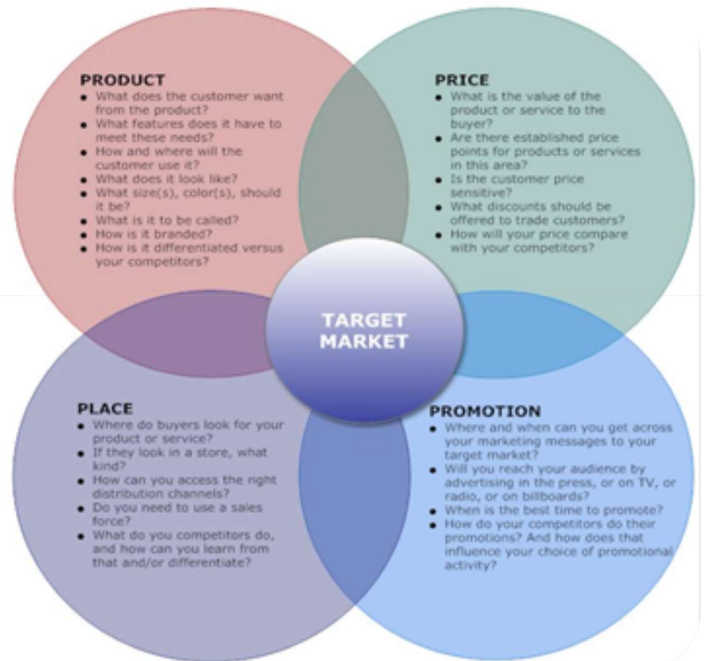 PRODUCT
• What does the customer want
from the product?
• What features does it have to
meet these needs?
• How and where will the
customer use it?
• What does it look like?
• What size(s), color(s), should
it be?
• What is it to be called?
• How is it branded?
• How is it differentiated versus
your competitors?
PRICE
• What is the value of the
product or service to the
buyer?
• Are there established price
points for products or services
in this area?
• Is the customer price
sensitive?
• What discounts should be
offered to trade customers?
• How will your price compare
with your competitors?
TARGET
MARKET
PLACE
• Where do buyers look for your
product or service?
• If they look in a store, what
kind?
• How can you access the right
distribution channels?
• Do you need to use a sales
force?
• What do you competitors do,
and how can you learn from
that and/or differentiate?
PROMOTION
• Where and when can you get across
your marketing messages to your
target market?
• Will you reach your audience by
advertising in the press, or on TV, or
radio, or on billboards?
• When is the best time to promote?
• How do your competitors do their
promotions? And how does that
influence your choice of promotional
activity?